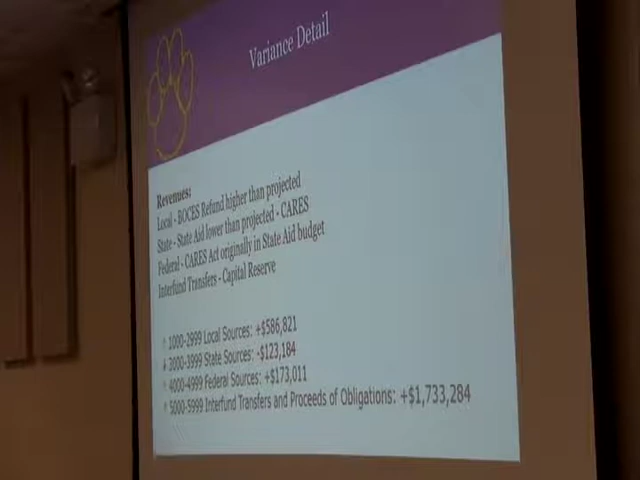 Variance Detail
Revenues:
Local - BOCES Refund higher than projected
State - State Aid lower than projected - CARES
Federal - CARES Act originally in State Aid budget
Interfund Transfers - Capital Reserve
1000-2999 Local Sources: +$586,821
3000-3999 State Sources: -$123,184
4000-4999 Federal Sources: +$173,011
5000-5999 Interfund Transfers and Proceeds of Obligations: +$1,733,284